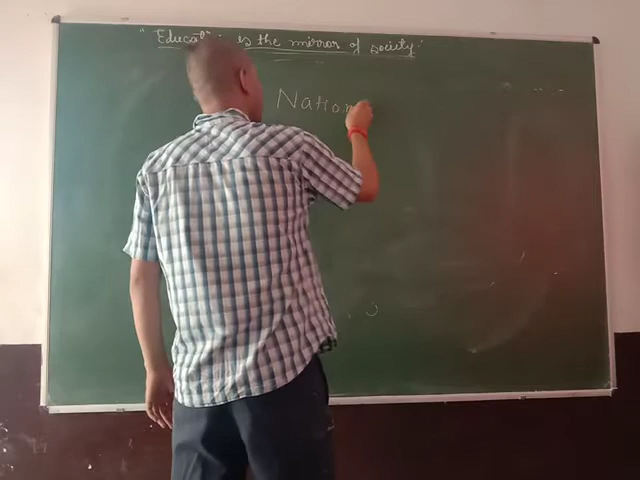 "Education is the mirror of society"
Nation